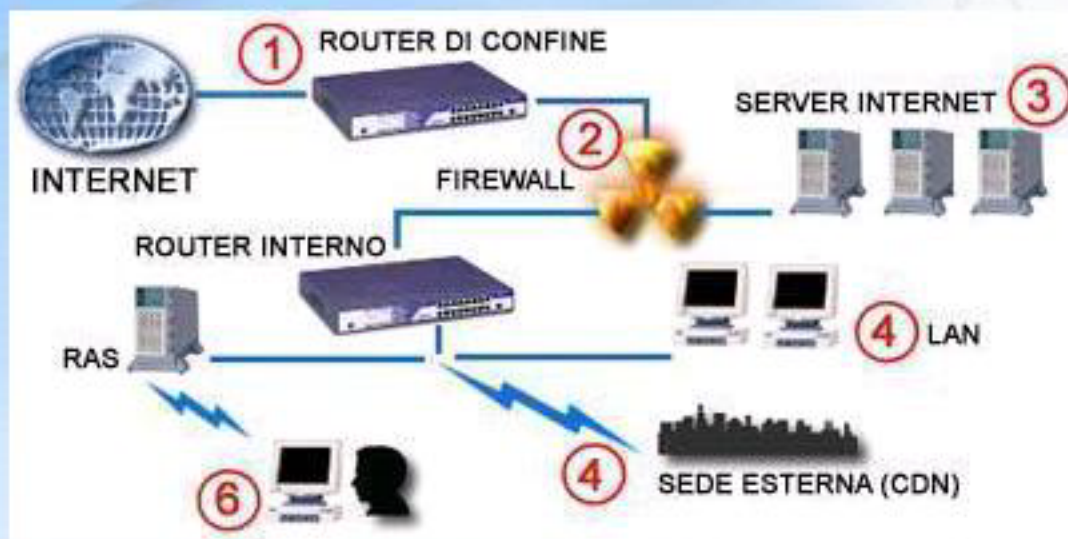 1 ROUTER DI CONFINE
INTERNET
2
FIREWALL
SERVER INTERNET 3
ROUTER INTERNO
RAS
4 LAN
6
4
SEDE ESTERNA (CDN)